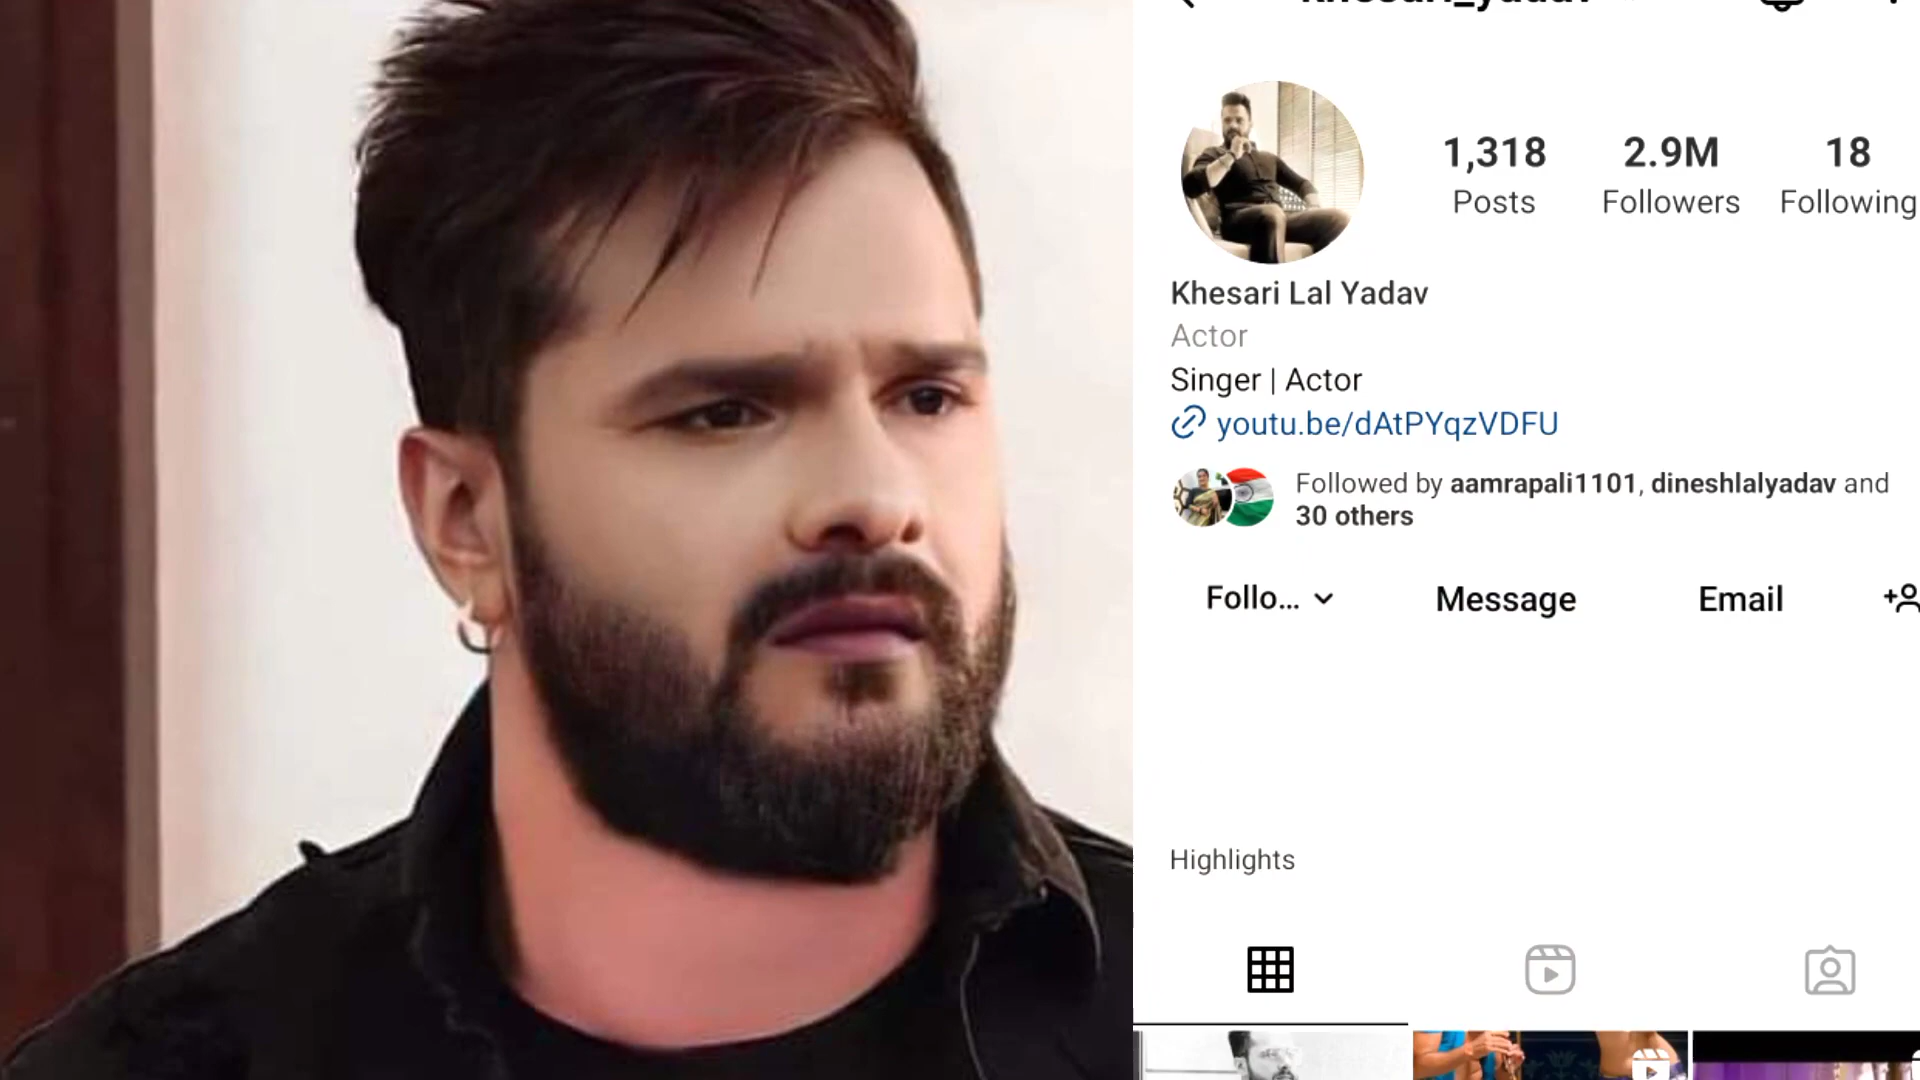 khesari_yadav
1,318 2.9M 18
Posts Followers Following
Khesari Lal Yadav
Actor
Singer | Actor
youtu.be/dAtPYqzVDFU
Followed by aamrapali1101, dineshlalyadav and
30 others
Follo... Message Email
Highlights